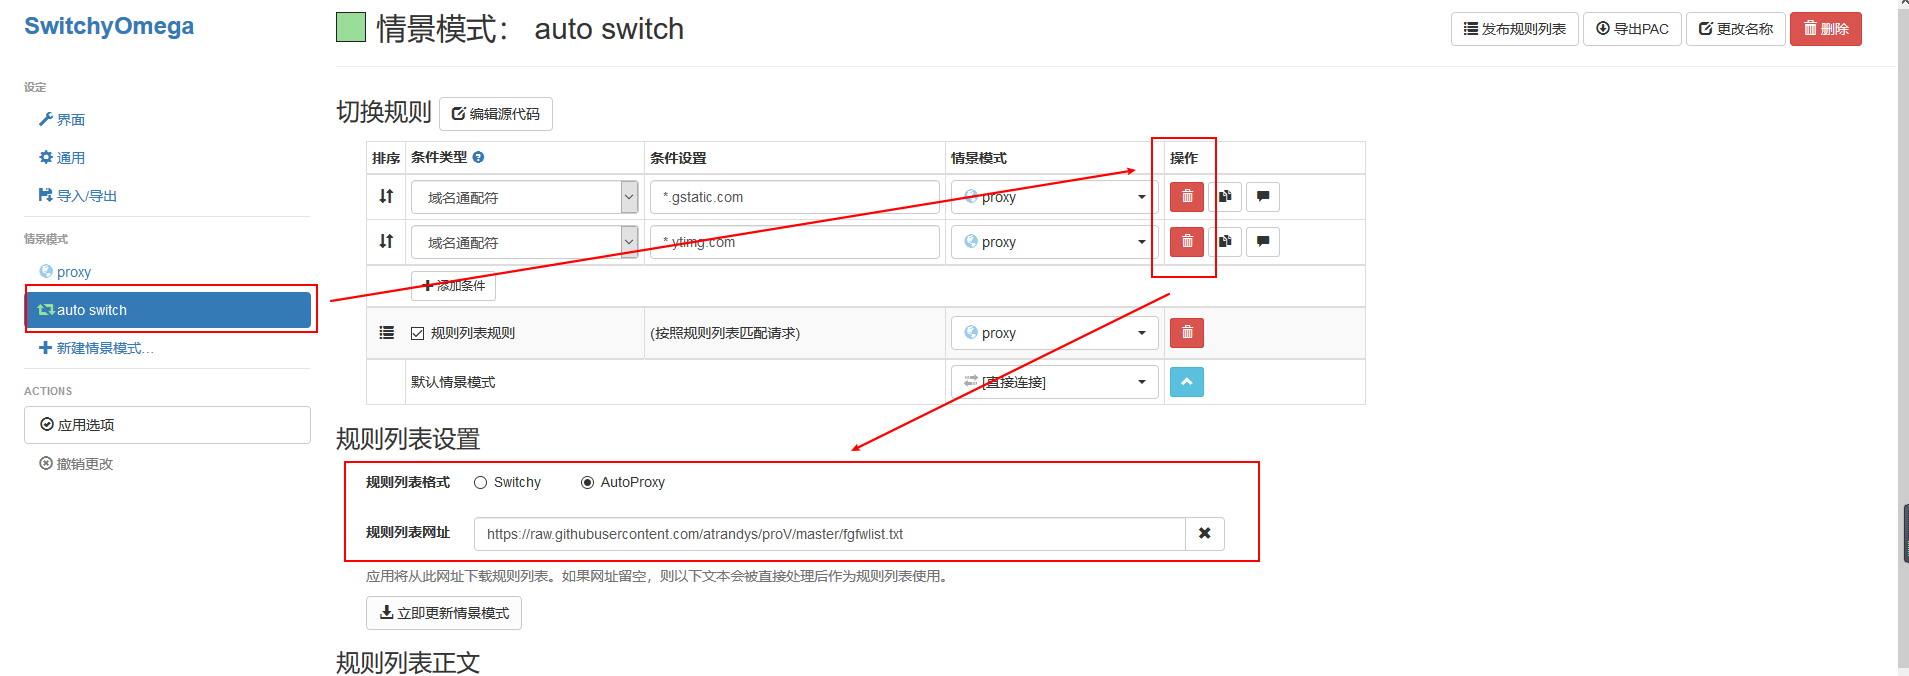 SwitchyOmega
设定
界面
通用
导入/导出
情景模式
proxy
auto switch
新建情景模式…
ACTIONS
应用选项
撤销更改
情景模式： auto switch
发布规则列表
导出PAC
更改名称
删除
切换规则
编辑源代码
排序 条件类型 条件设置 情景模式 操作
域名通配符 *.gstatic.com proxy
域名通配符 *.ytimg.com proxy
添加条件
规则列表规则 (按照规则列表匹配请求) proxy
默认情景模式 [直接连接]
规则列表设置
规则列表格式 Switchy AutoProxy
规则列表网址 https://raw.githubusercontent.com/atrandys/proV/master/fgfwlist.txt
应用将从此网址下载规则列表。如果网址留空，则以下文本会被直接处理后作为规则列表使用。
立即更新情景模式
规则列表正文